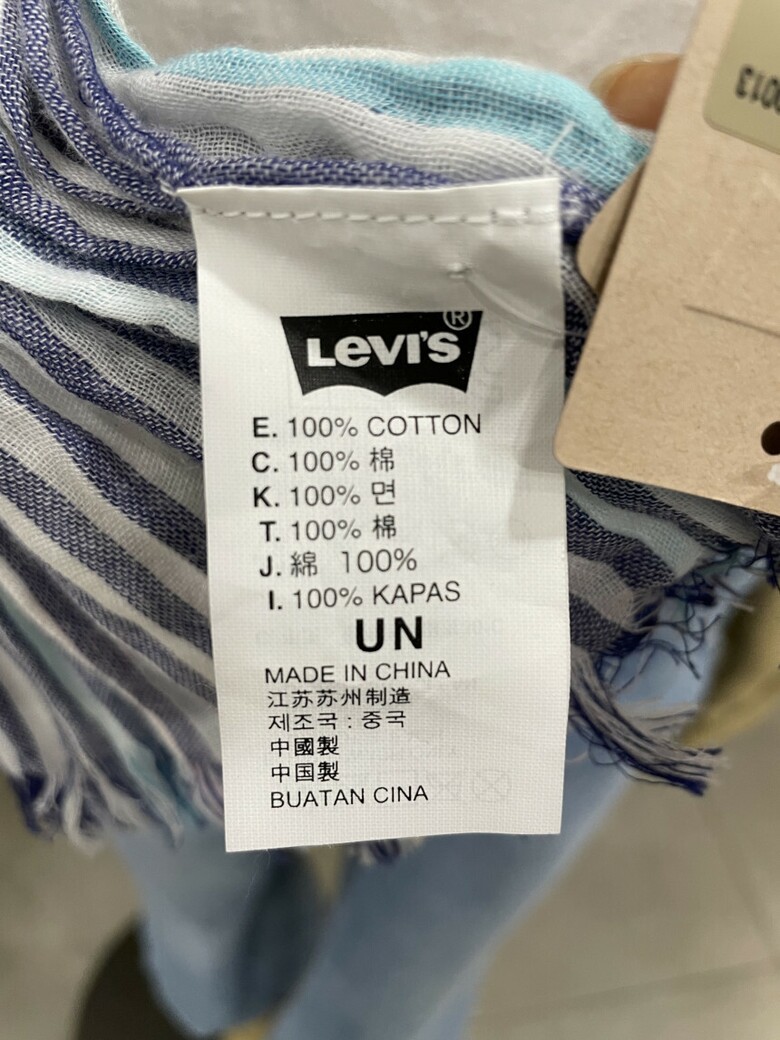 LEVI'S®
E. 100% COTTON
C. 100% 棉
K. 100% 면
T. 100% 棉
J. 綿 100%
I. 100% KAPAS
UN
MADE IN CHINA
江苏苏州制造
제조국 : 중국
中國製
中国製
BUATAN CINA